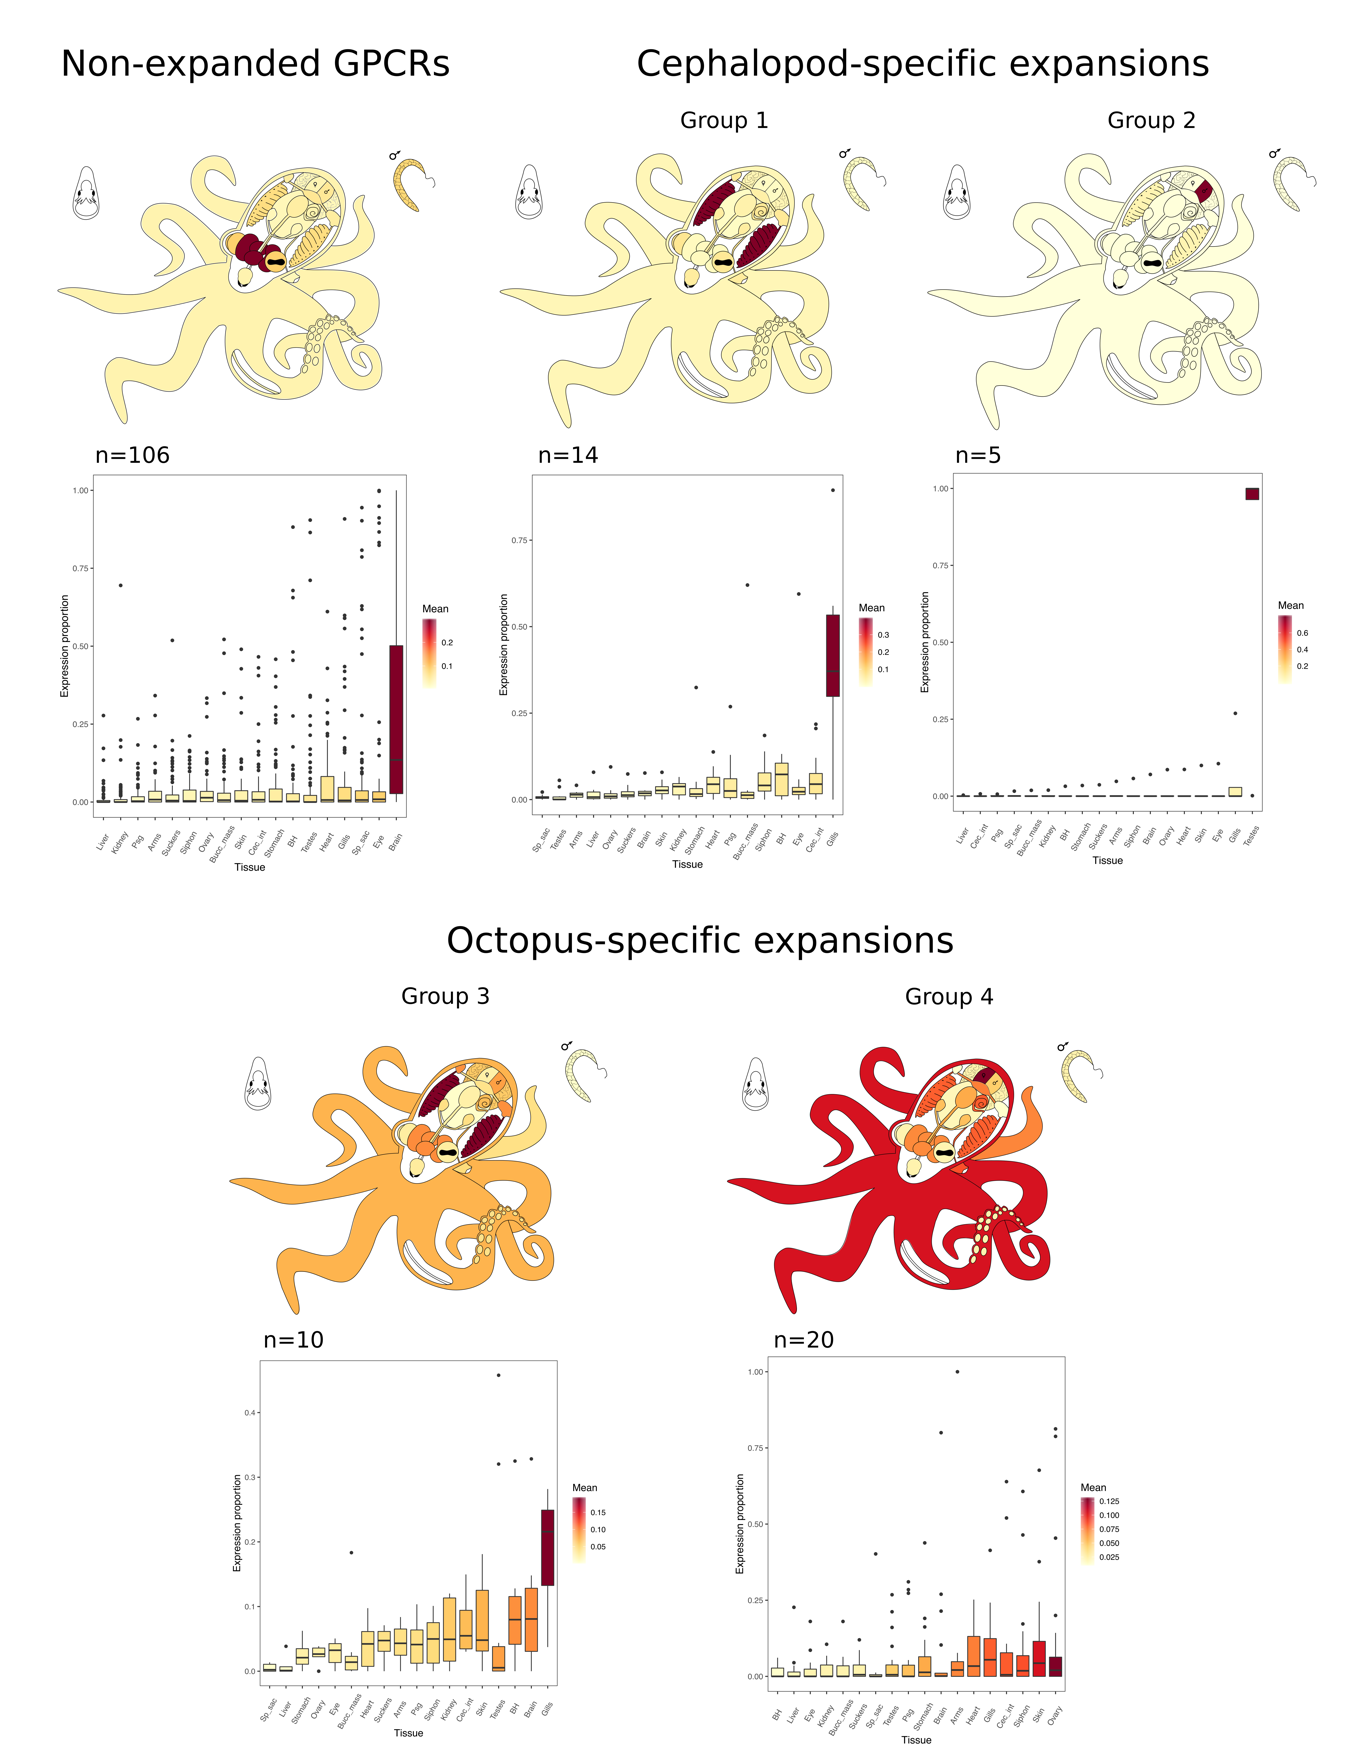 Non-expanded GPCRs
Cephalopod-specific expansions
Group 1
Group 2
♂
♂
♂
n=106
n=14
n=5
Expression proportion
1.00
0.75
0.50
0.25
0.00
Liver
Kidney
Psg
Arms
Suckers
Siphon
Ovary
Bucc_mass
Skin
Cec_int
Stomach
BH
Testes
Heart
Gills
Sp_sac
Eye
Brain
Tissue
Mean
0.2
0.1
Expression proportion
0.75
0.50
0.25
0.00
Sp_sac
Testes
Arms
Liver
Ovary
Suckers
Brain
Skin
Kidney
Stomach
Heart
Psg
Bucc_mass
Siphon
BH
Eye
Cec_int
Gills
Tissue
Mean
0.3
0.2
0.1
Expression proportion
1.00
0.75
0.50
0.25
0.00
Liver
Cec_int
Psg
Sp_sac
Bucc_mass
Kidney
BH
Stomach
Suckers
Arms
Siphon
Brain
Ovary
Heart
Skin
Eye
Gills
Testes
Tissue
Mean
0.6
0.4
0.2
Octopus-specific expansions
Group 3
Group 4
♂
♂
n=10
n=20
Expression proportion
0.4
0.3
0.2
0.1
0.0
Sp_sac
Liver
Stomach
Ovary
Eye
Bucc_mass
Heart
Suckers
Arms
Psg
Siphon
Kidney
Cec_int
Skin
Testes
BH
Brain
Gills
Tissue
Mean
0.15
0.10
0.05
Expression proportion
1.00
0.75
0.50
0.25
0.00
BH
Liver
Eye
Kidney
Bucc_mass
Suckers
Sp_sac
Testes
Psg
Stomach
Brain
Arms
Heart
Gills
Cec_int
Siphon
Skin
Ovary
Tissue
Mean
0.125
0.100
0.075
0.050
0.025